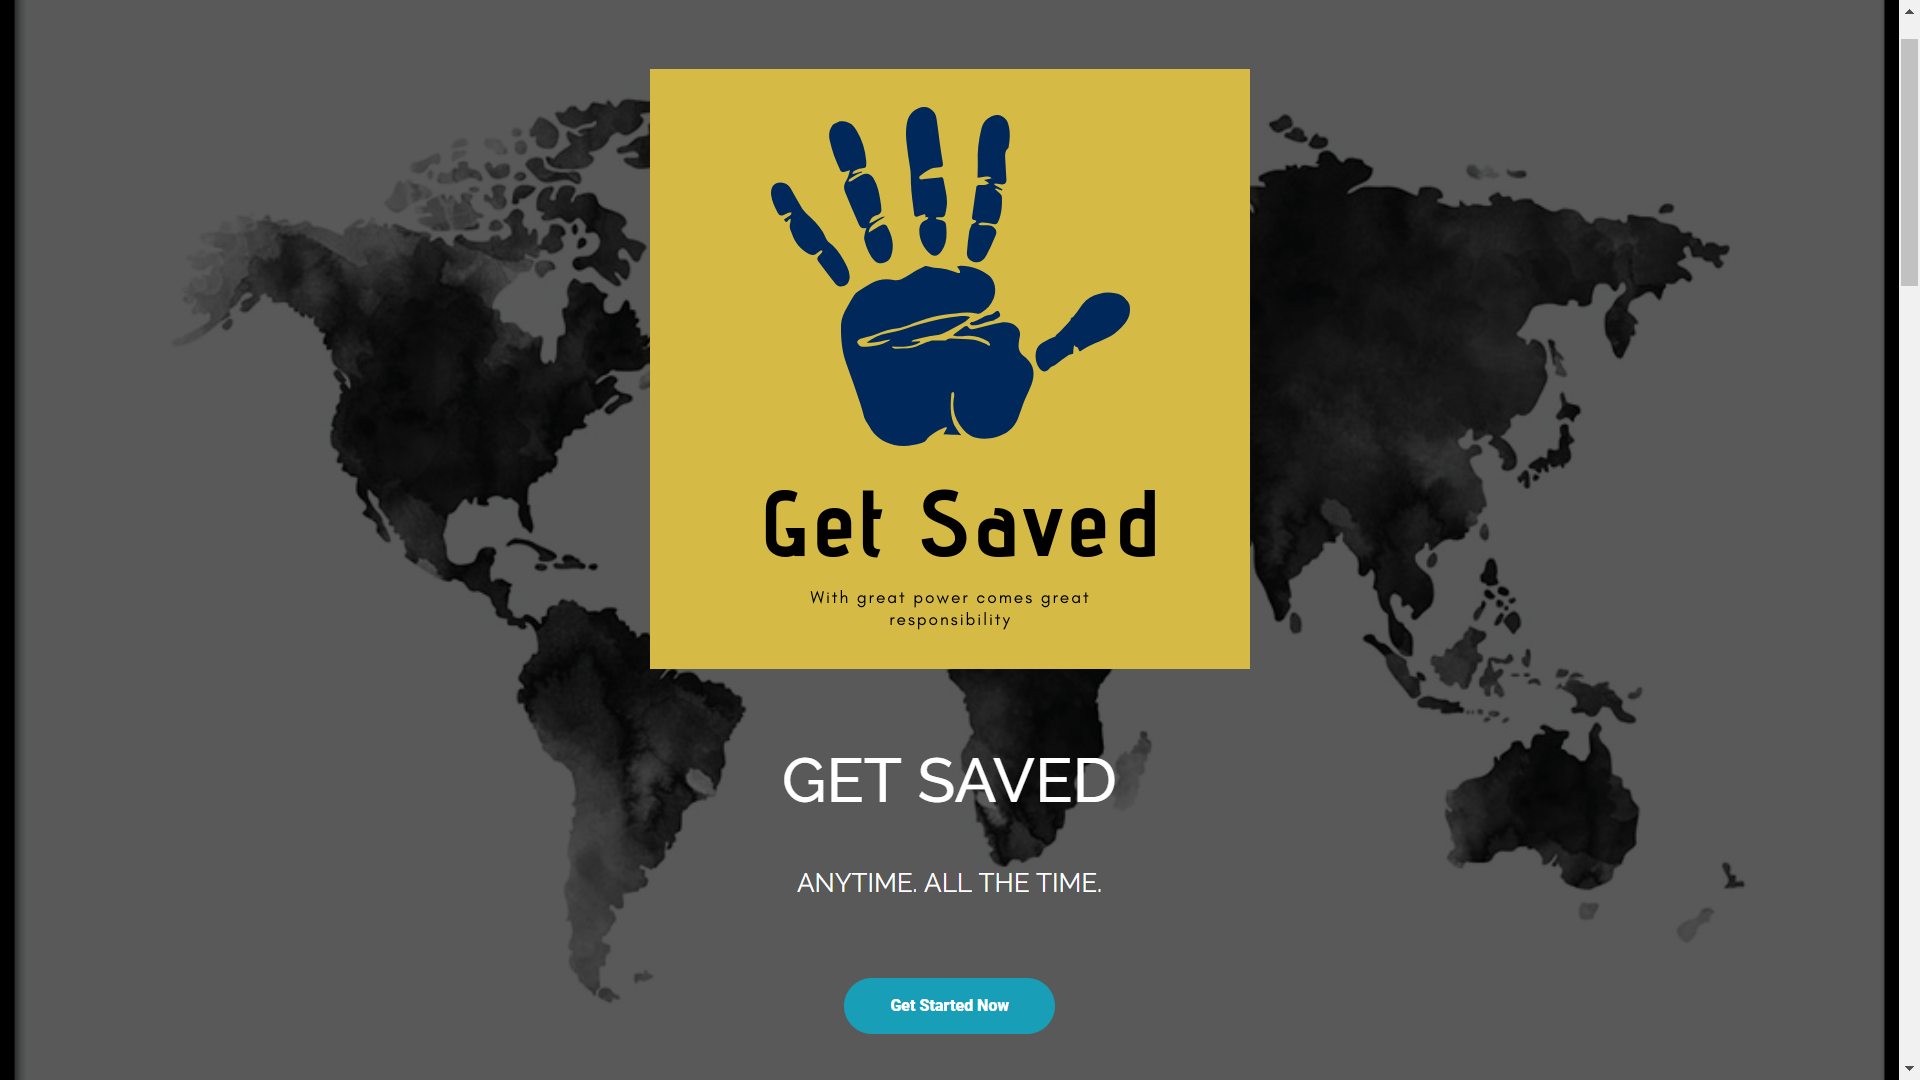 Get Saved
With great power comes great
responsibility
GET SAVED
ANYTIME. ALL THE TIME.
Get Started Now